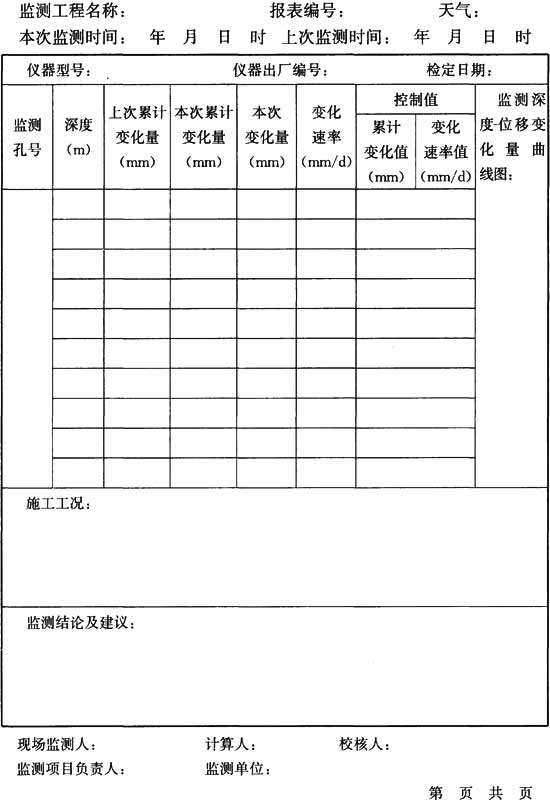 监测工程名称： 报表编号： 天气：
本次监测时间： 年 月 日 时 上次监测时间： 年 月 日 时
仪器型号： 仪器出厂编号： 检定日期：
监测孔号 深度（m） 上次累计变化量（mm） 本次累计变化量（mm） 本次变化量（mm） 变化速率（mm/d） 控制值 累计变化值（mm） 变化速率值（mm/d） 监测深度-位移变化量曲线图：
施工工况：
监测结论及建议：
现场监测人： 计算人： 校核人：
监测项目负责人： 监测单位：
第 页 共 页